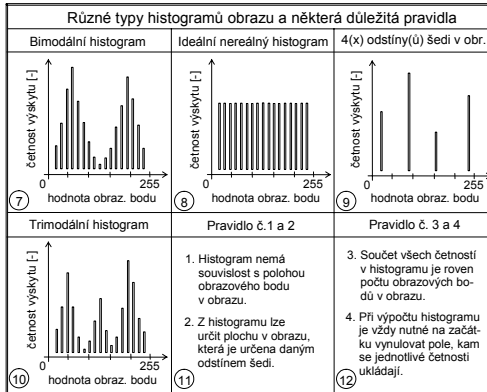 Různé typy histogramů obrazu a některá důležitá pravidla
Bimodální histogram
četnost výskytu [-]
0
255
hodnota obraz. bodu
7
Ideální nereálný histogram
četnost výskytu [-]
0
255
hodnota obraz. bodu
8
4(x) odstíny(ů) šedi v obr.
četnost výskytu [-]
0
255
hodnota obraz. bodu
9
Trimodální histogram
četnost výskytu [-]
0
255
hodnota obraz. bodu
10
Pravidlo č.1 a 2
1. Histogram nemá
souvislost s polohou
obrazového bodu
v obrazu.
2. Z histogramu lze
určit plochu v obrazu,
která je určena daným
odstínem šedi.
11
Pravidlo č. 3 a 4
3. Součet všech četností
v histogramu je roven
počtu obrazových bo-
dů v obrazu.
4. Při výpočtu histogramu
je vždy nutné na začát-
ku vynulovat pole, kam
se jednotlivé četnosti
ukládají.
12